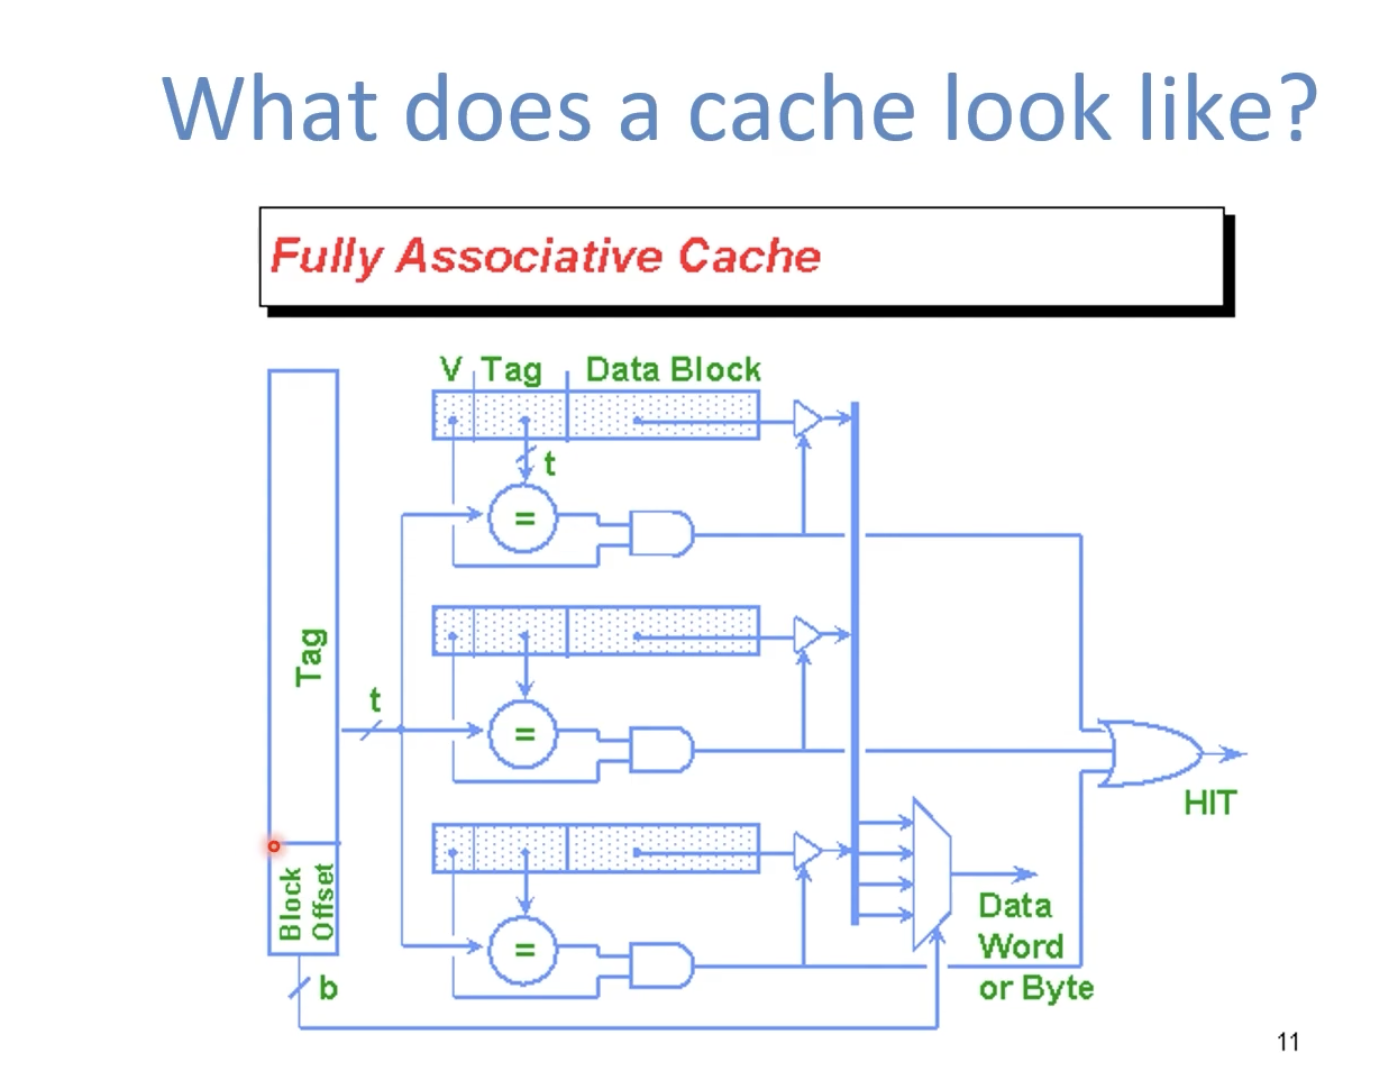 What does a cache look like?
Fully Associative Cache
V Tag Data Block
t
=
Tag
t
=
HIT
Block
Offset
=
Data
Word
or Byte
b
11